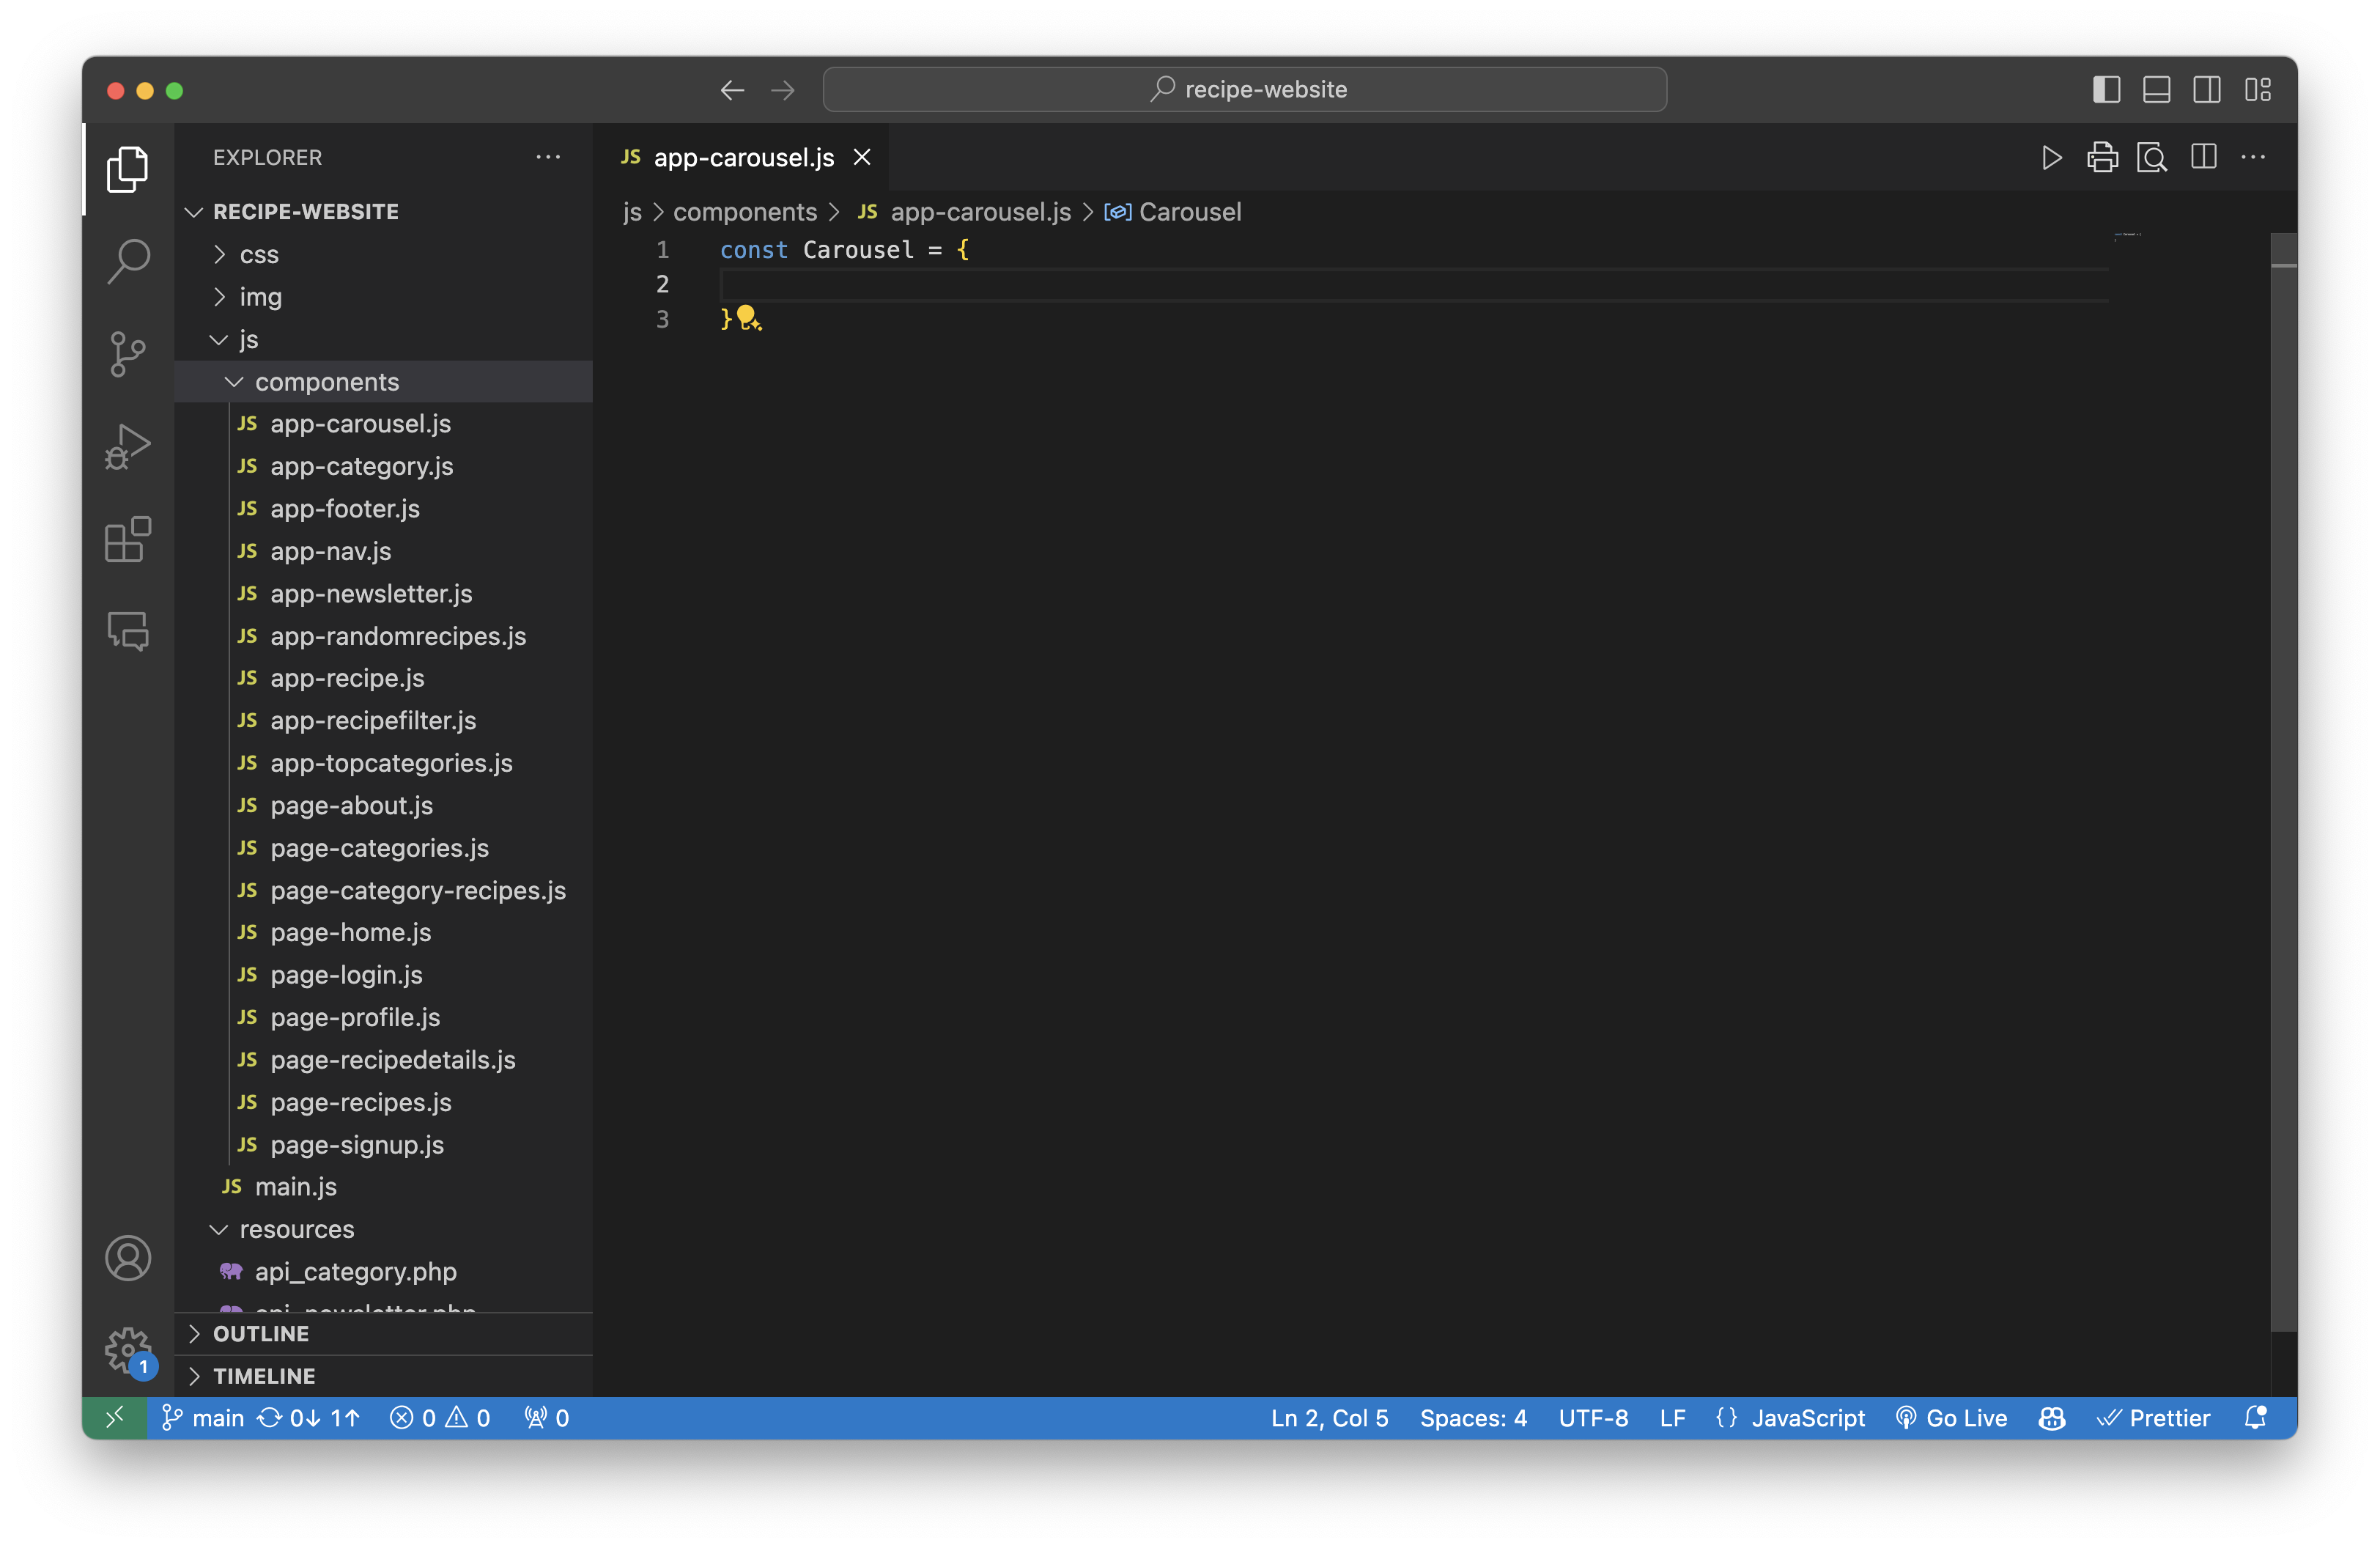 recipe-website
EXPLORER
JS app-carousel.js
RECIPE-WEBSITE
js > components > JS app-carousel.js > Carousel
css
img
js
components
JS app-carousel.js
JS app-category.js
JS app-footer.js
JS app-nav.js
JS app-newsletter.js
JS app-randomrecipes.js
JS app-recipe.js
JS app-recipefilter.js
JS app-topcategories.js
JS page-about.js
JS page-categories.js
JS page-category-recipes.js
JS page-home.js
JS page-login.js
JS page-profile.js
JS page-recipedetails.js
JS page-recipes.js
JS page-signup.js
JS main.js
resources
api_category.php
api_newsletter.php
OUTLINE
TIMELINE
1 const Carousel = {
2
3 }
1
main 0↓ 1↑ 0 0 0 Ln 2, Col 5 Spaces: 4 UTF-8 LF {} JavaScript Go Live Prettier